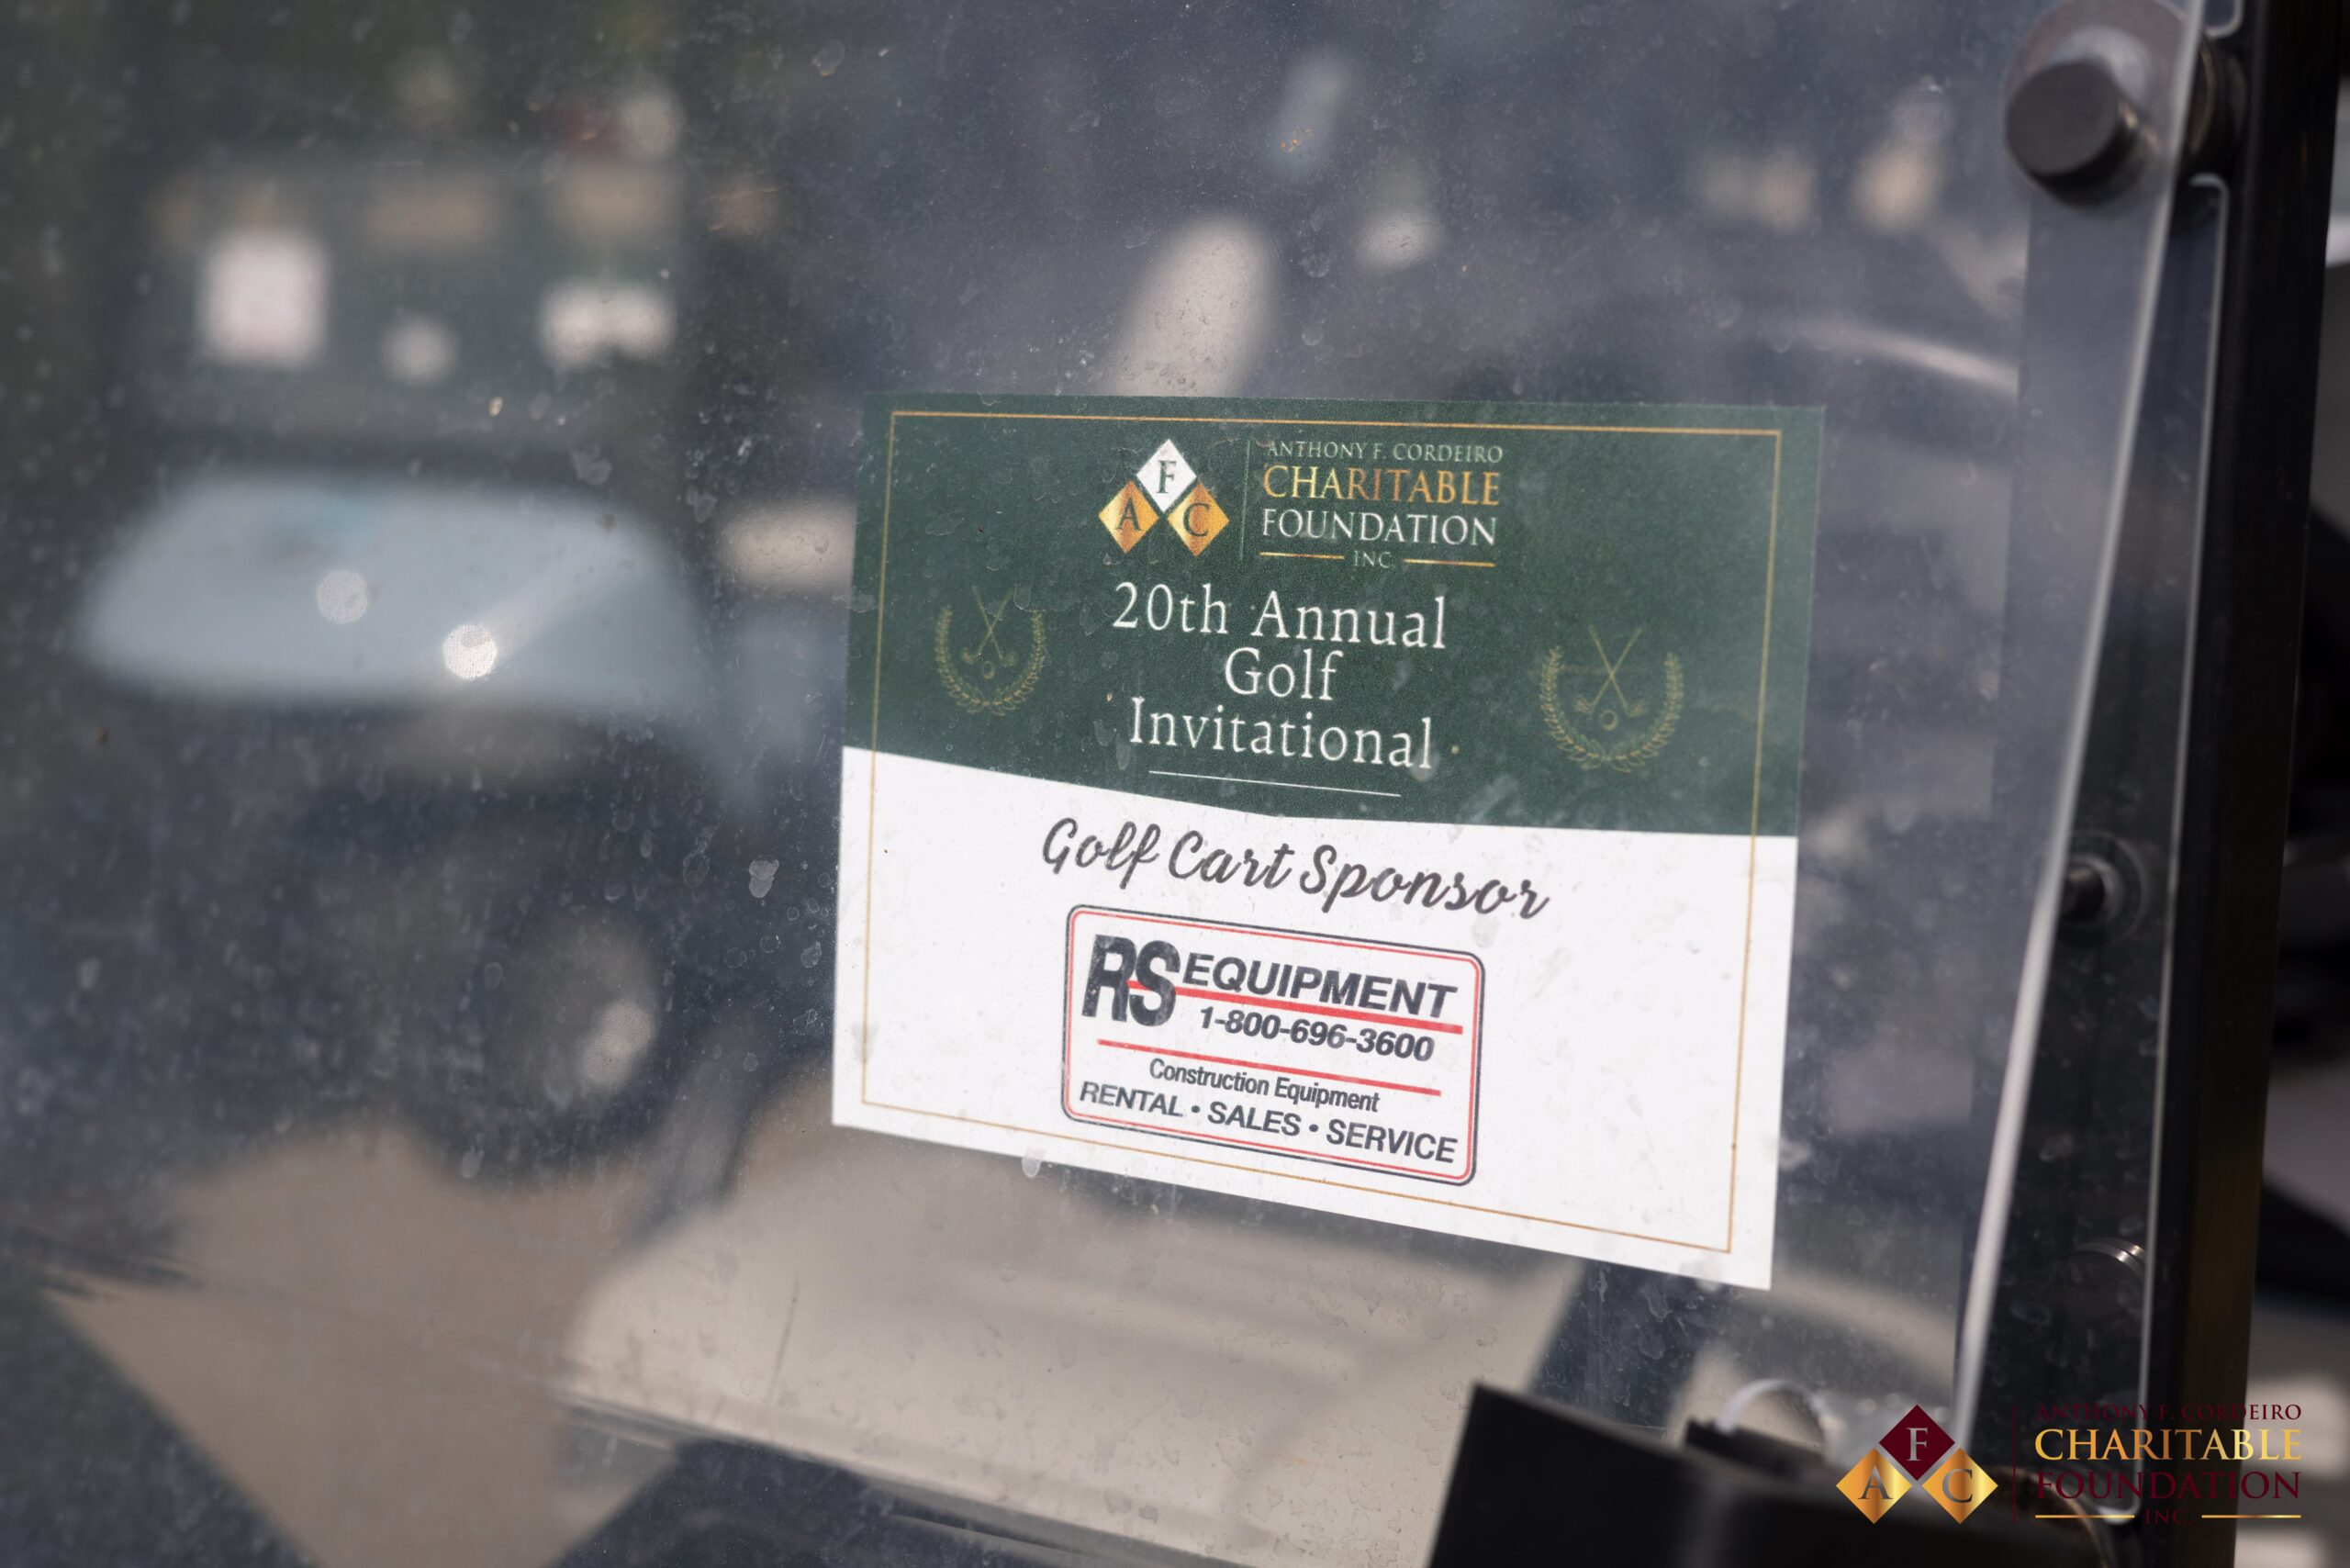 F
A C
ANTHONY F. CORDEIRO
CHARITABLE
FOUNDATION
INC
20th Annual
Golf
Invitational
Golf Cart Sponsor
RS EQUIPMENT
1-800-696-3600
Construction Equipment
RENTAL • SALES • SERVICE
F
A C
ANTHONY F. CORDEIRO
CHARITABLE
FOUNDATION
INC.